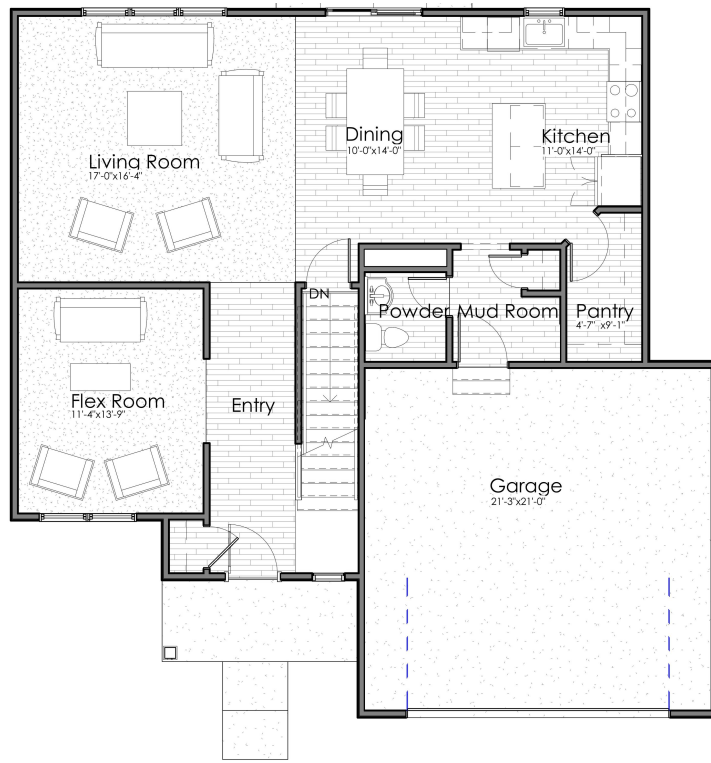 Dining
10'-0"x14'-0"
Kitchen
11'-0"x14'-0"
Living Room
17'-0"x16'-4"
DN
Powder
Mud Room
Pantry
4'-7" x9'-1"
Flex Room
11'-4"x13'-9"
Entry
Garage
21'-3"x21'-0"